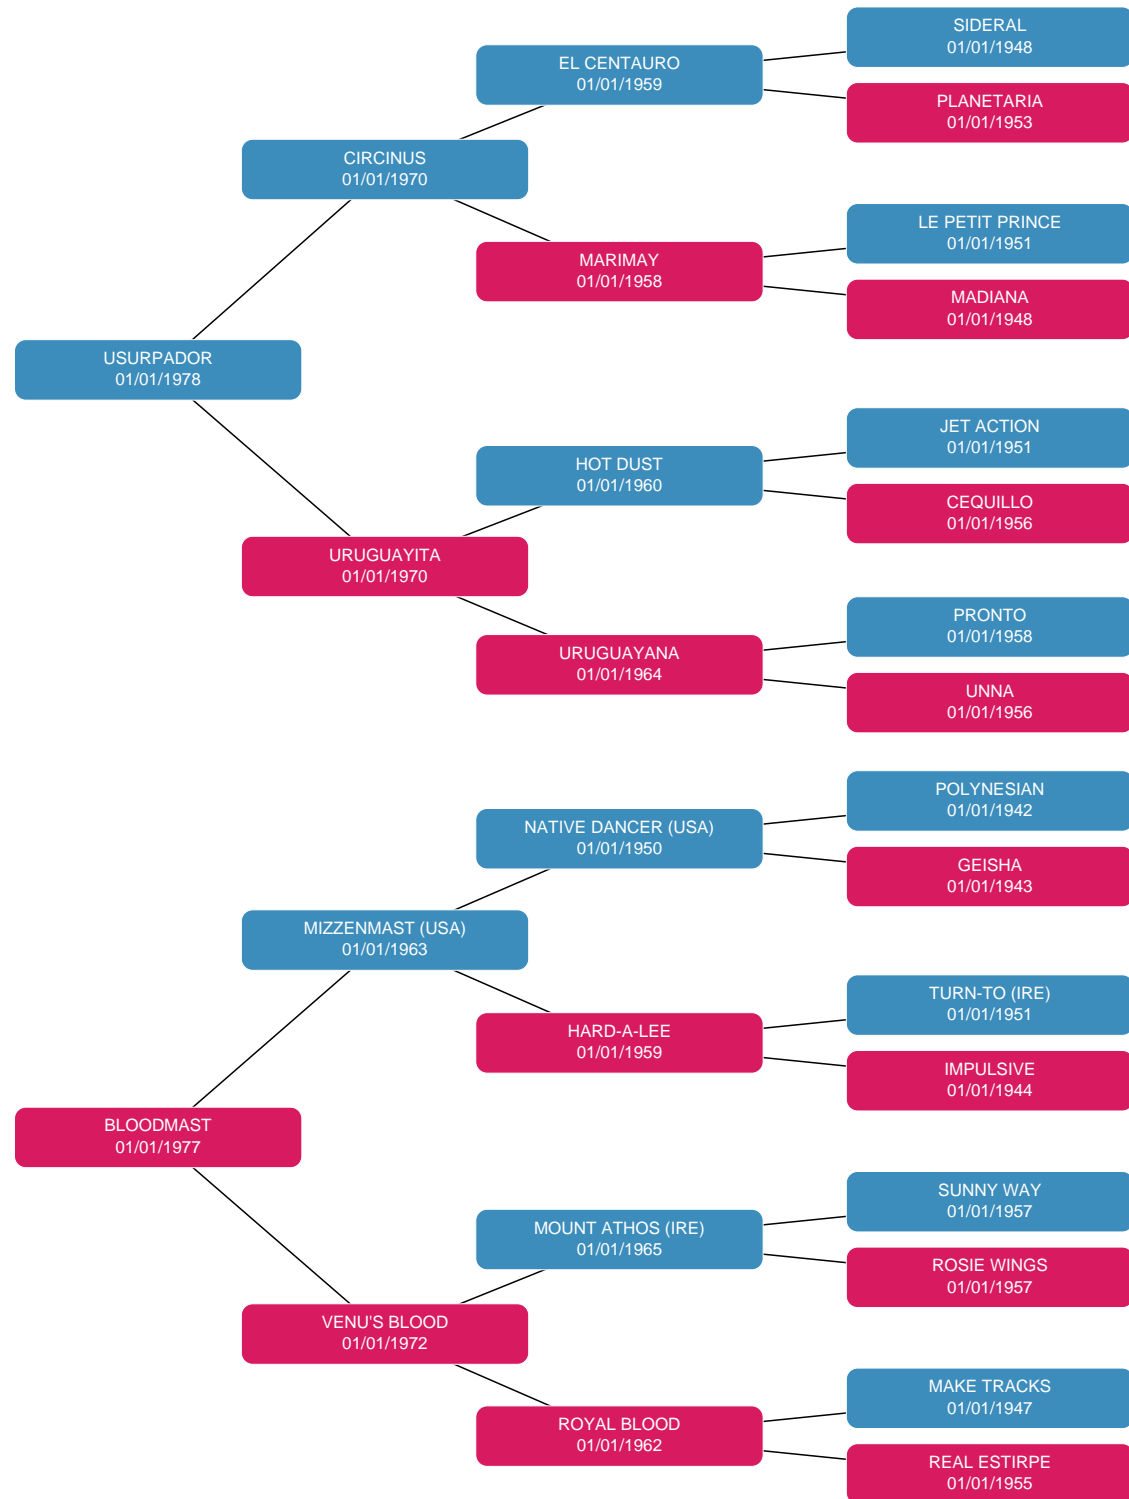 SIDERAL
01/01/1948
EL CENTAURO
01/01/1959
PLANETARIA
01/01/1953
CIRCINUS
01/01/1970
LE PETIT PRINCE
01/01/1951
MARIMAY
01/01/1958
MADIANA
01/01/1948
USURPADOR
01/01/1978
JET ACTION
01/01/1951
HOT DUST
01/01/1960
CEQUILLO
01/01/1956
URUGUAYITA
01/01/1970
PRONTO
01/01/1958
URUGUAYANA
01/01/1964
UNNA
01/01/1956
POLYNESIAN
01/01/1942
NATIVE DANCER (USA)
01/01/1950
GEISHA
01/01/1943
MIZZENMAST (USA)
01/01/1963
TURN-TO (IRE)
01/01/1951
HARD-A-LEE
01/01/1959
IMPULSIVE
01/01/1944
BLOODMAST
01/01/1977
SUNNY WAY
01/01/1957
MOUNT ATHOS (IRE)
01/01/1965
ROSIE WINGS
01/01/1957
VENU'S BLOOD
01/01/1972
MAKE TRACKS
01/01/1947
ROYAL BLOOD
01/01/1962
REAL ESTIRPE
01/01/1955